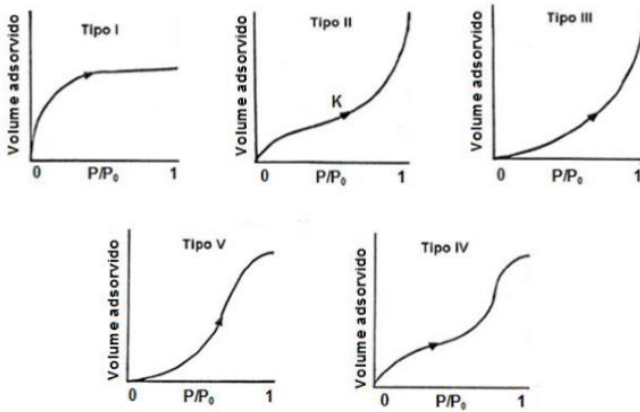 Tipo I
Volume adsorvido
0 P/P₀ 1
Tipo II
Volume adsorvido
K
0 P/P₀ 1
Tipo III
Volume adsorvido
0 P/P₀ 1
Tipo V
Volume adsorvido
0 P/P₀ 1
Tipo IV
Volume adsorvido
0 P/P₀ 1